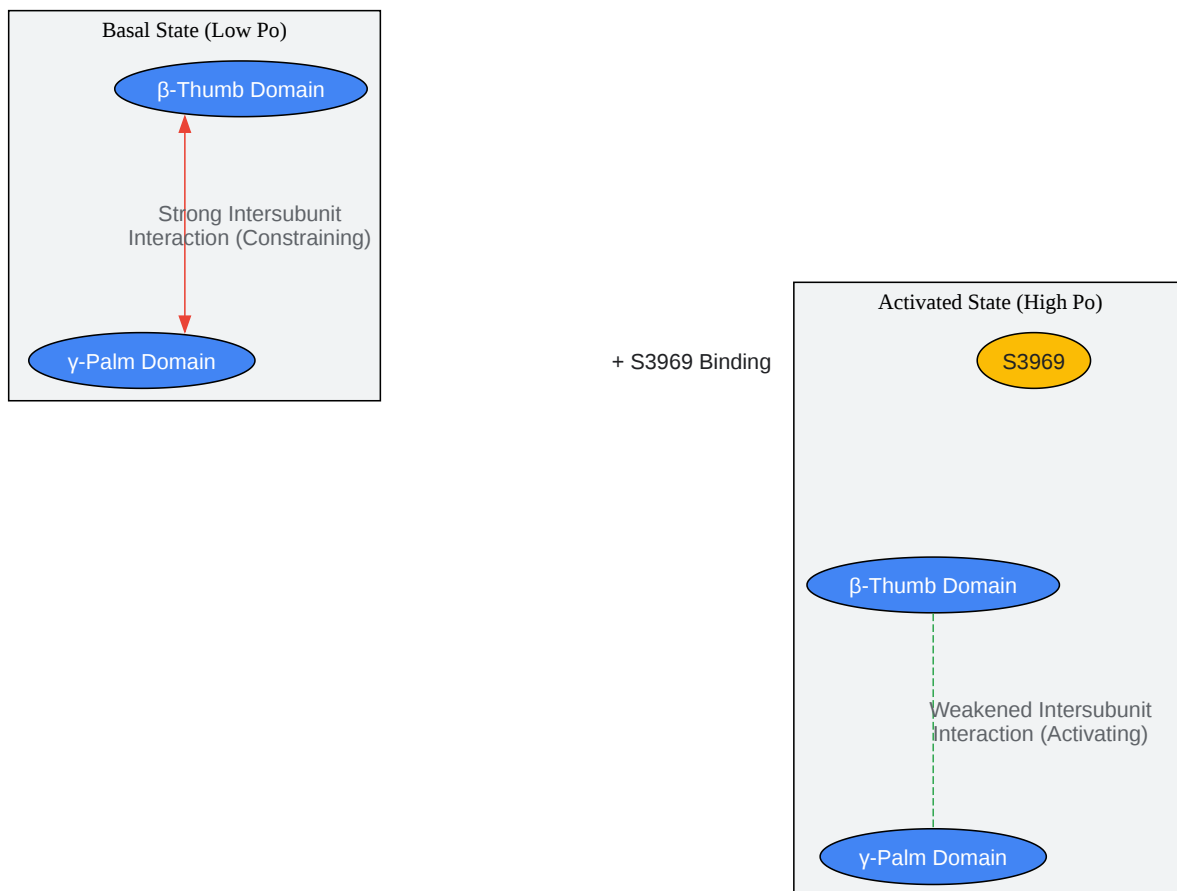 Basal State (Low Po)
β-Thumb Domain
Strong Intersubunit
Interaction (Constraining)
γ-Palm Domain
+ S3969 Binding
Activated State (High Po)
S3969
β-Thumb Domain
Weakened Intersubunit
Interaction (Activating)
γ-Palm Domain